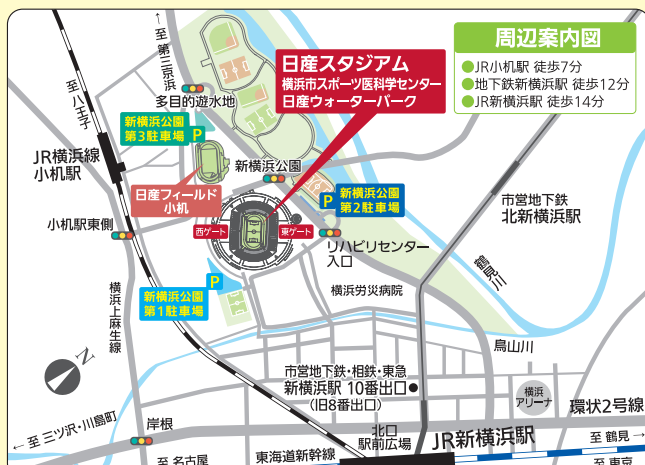 周辺案内図
●JR小机駅 徒歩7分
●地下鉄新横浜駅 徒歩12分
●JR新横浜駅 徒歩14分
日産スタジアム
横浜市スポーツ医科学センター
日産ウォーターパーク
← 至 第三京浜
← 至 八王子
多目的遊水地
新横浜公園
第3駐車場
P
JR横浜線
小机駅
日産フィールド
小机
新横浜公園
P
新横浜公園
第2駐車場
市営地下鉄
北新横浜駅
小机駅東側
西ゲート
東ゲート
リハビリセンター
入口
鶴見川
P
新横浜公園
第1駐車場
横浜労災病院
横浜上麻生線
鳥山川
N
市営地下鉄・相鉄・東急
新横浜駅 10番出口●
(旧8番出口)
横浜
アリーナ
環状2号線
← 至 三ツ沢・川島町
岸根
北口
駅前広場
JR新横浜駅
至 鶴見 →
← 至 名古屋
東海道新幹線
至 東京